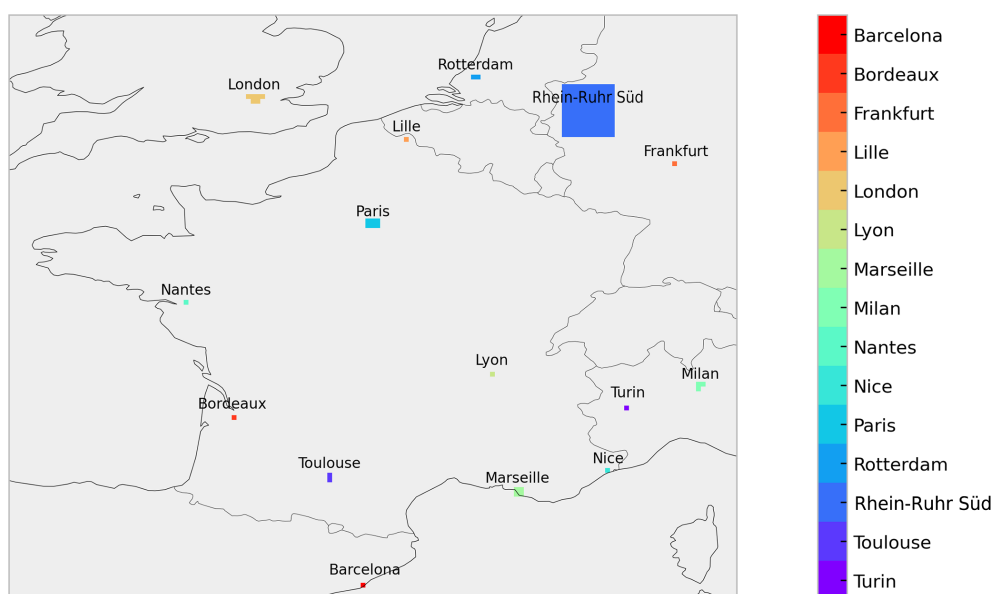 Rotterdam
London
Rhein-Ruhr Süd
Lille
Frankfurt
Paris
Nantes
Lyon
Milan
Turin
Bordeaux
Nice
Toulouse
Marseille
Barcelona
Barcelona
Bordeaux
Frankfurt
Lille
London
Lyon
Marseille
Milan
Nantes
Nice
Paris
Rotterdam
Rhein-Ruhr Süd
Toulouse
Turin